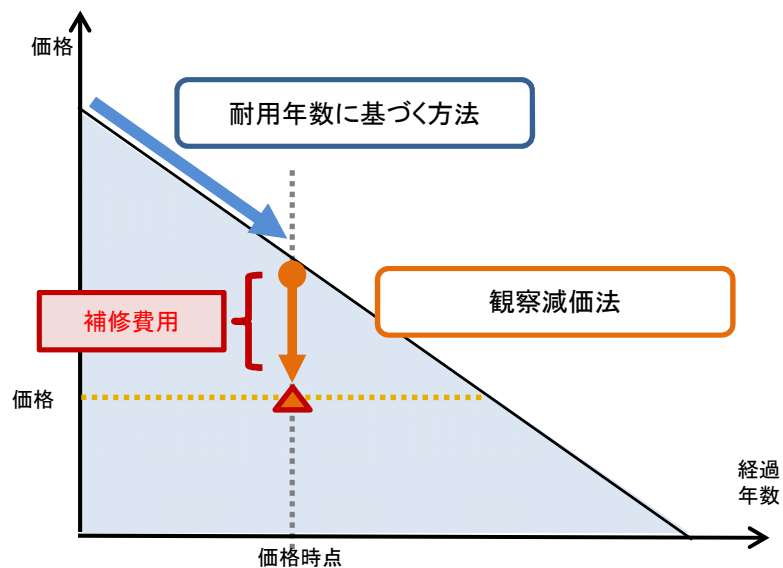 価格
耐用年数に基づく方法
観察減価法
補修費用
価格
経過
年数
価格時点